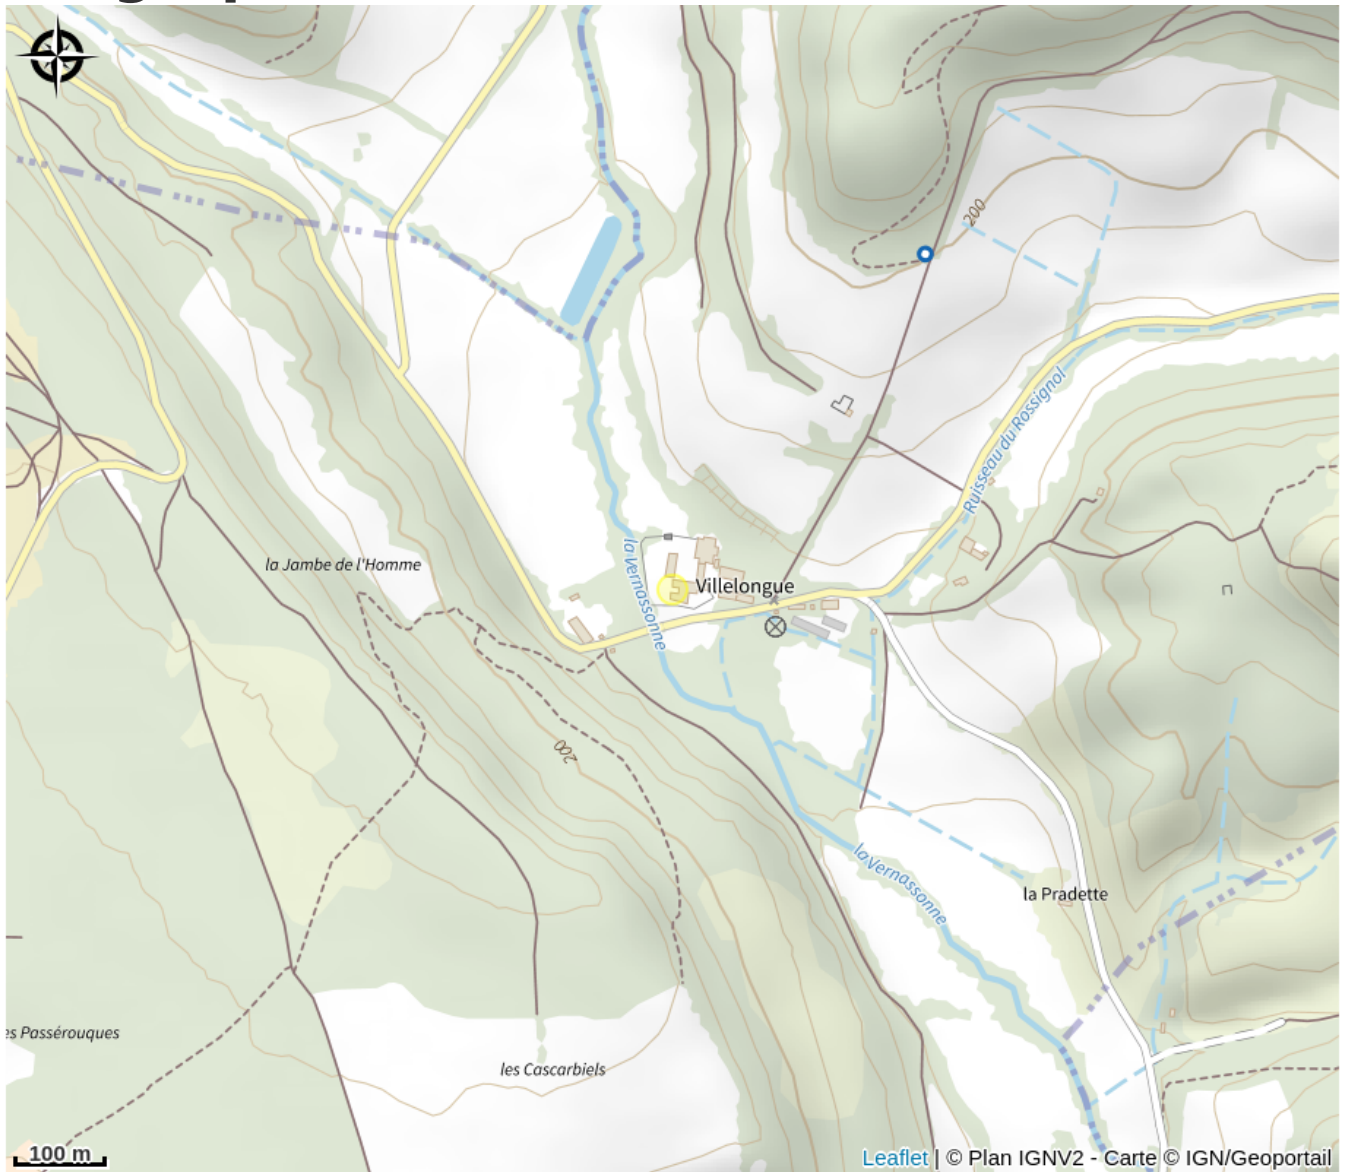 200
Ruisseau du Rossignol
la Jambe de l'Homme
la Vernassonne
Villelongue
200
la Vernassonne
la Pradette
es Passérouques
les Cascarbiels
100 m
Leaflet | © Plan IGNV2 - Carte © IGN/Geoportail